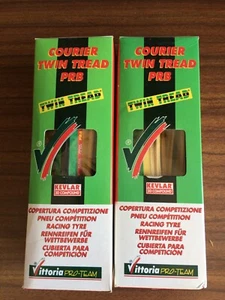 COURIER
TWIN TREAD
PRB
TWIN TREAD
KEVLAR
COPERTURA COMPETIZIONE
PNEU COMPÉTITION
RACING TYRE
RENNREIFEN FÜR
WETTBEWERBE
CUBIERTA PARA
COMPETICIÓN
Vittoria PRO-TEAM
COURIER
TWIN TREAD
PRB
TWIN TREAD
KEVLAR
COPERTURA COMPETIZIONE
PNEU COMPÉTITION
RACING TYRE
RENNREIFEN FÜR
WETTBEWERBE
CUBIERTA PARA
COMPETICIÓN
Vittoria PRO-TEAM